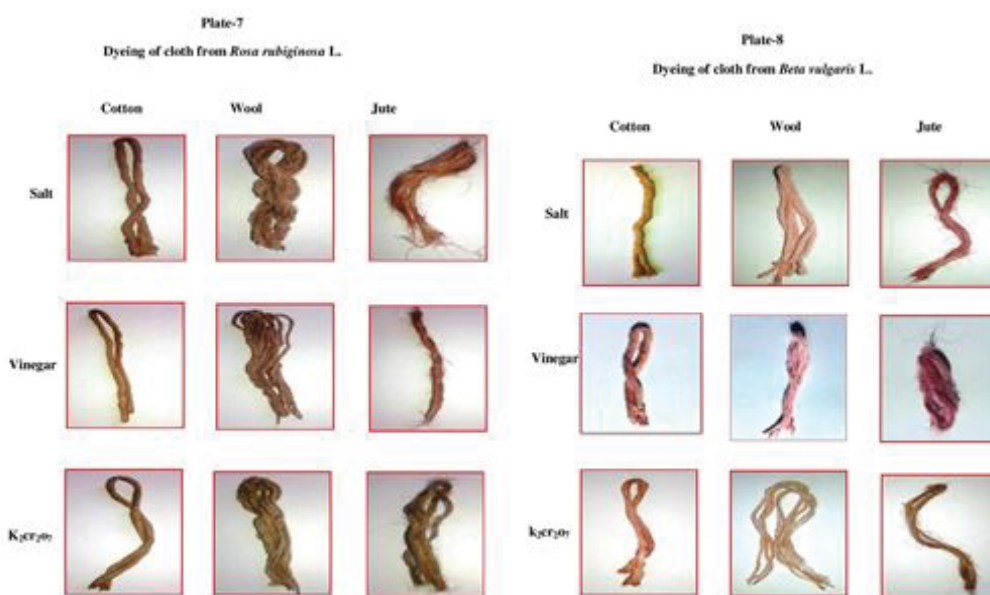 Plate-7
Dyeing of cloth from Rosa rubiginosa L.
Cotton Wool Jute
Salt
Vinegar
K₂cr₂o₇
Plate-8
Dyeing of cloth from Beta vulgaris L.
Cotton Wool Jute
Salt
Vinegar
k₂cr₂o₇